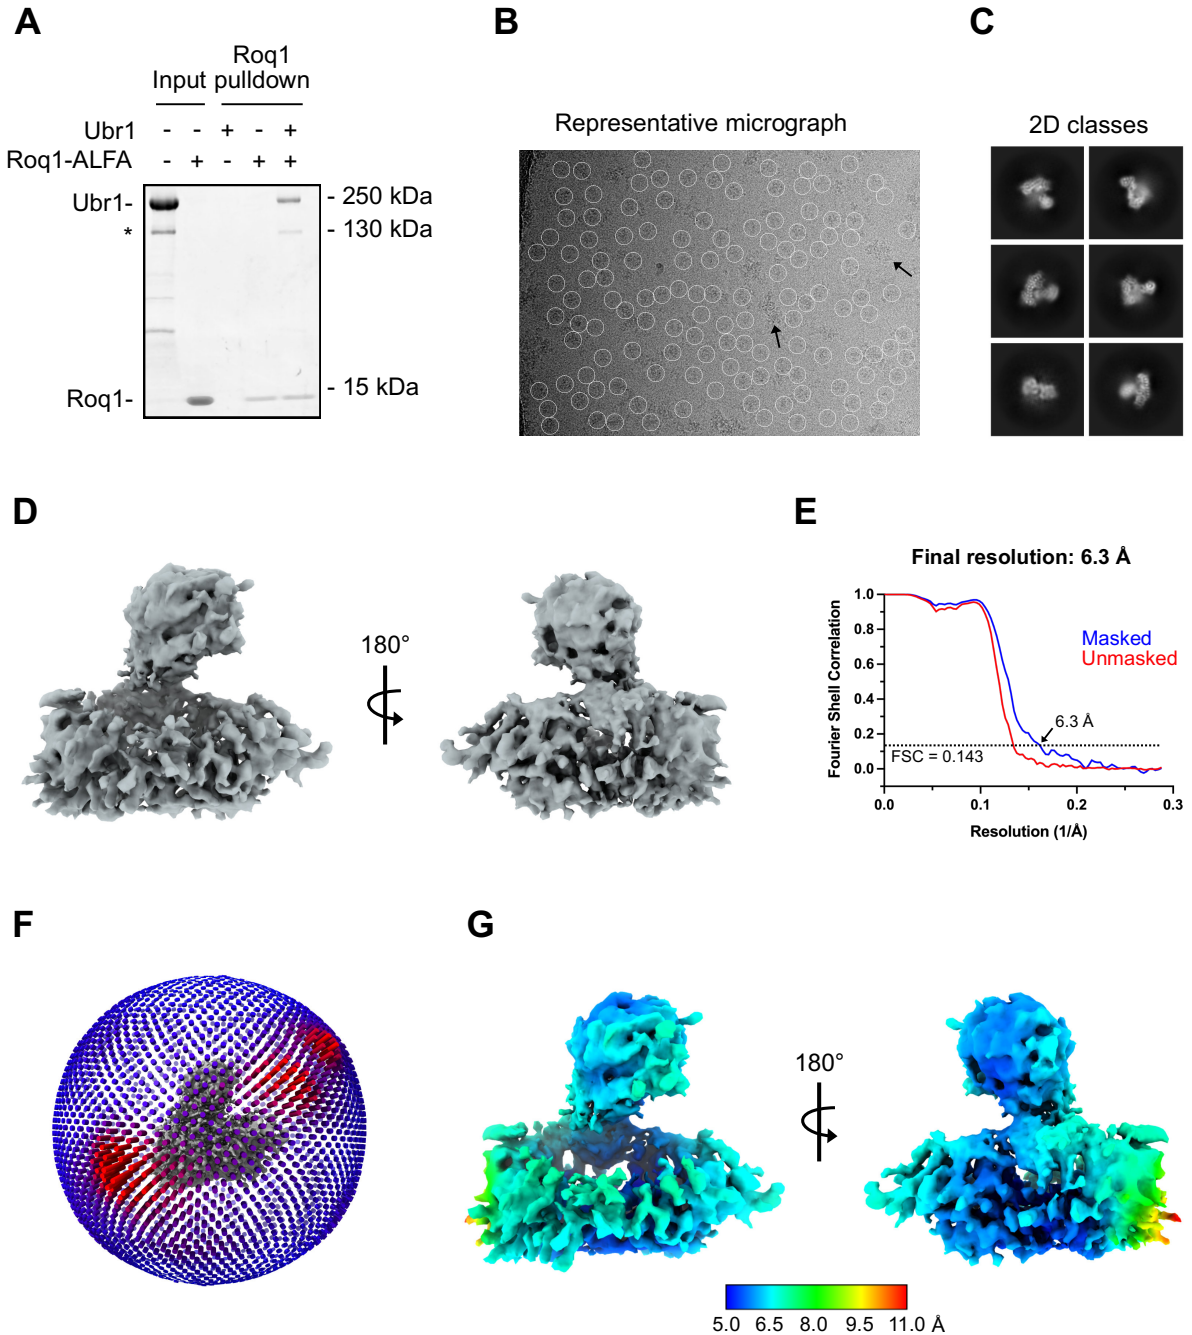 A
Roq1
Input pulldown
Ubr1 - - + - +
Roq1-ALFA - + - + +
Ubr1-
*
Roq1-
- 250 kDa
- 130 kDa
- 15 kDa
B
Representative micrograph
C
2D classes
D
180°
E
Final resolution: 6.3 Å
Fourier Shell Correlation
1.0
0.8
0.6
0.4
0.2
0.0
Masked
Unmasked
6.3 Å
FSC = 0.143
0.0 0.1 0.2 0.3
Resolution (1/Å)
F
G
180°
5.0 6.5 8.0 9.5 11.0 Å